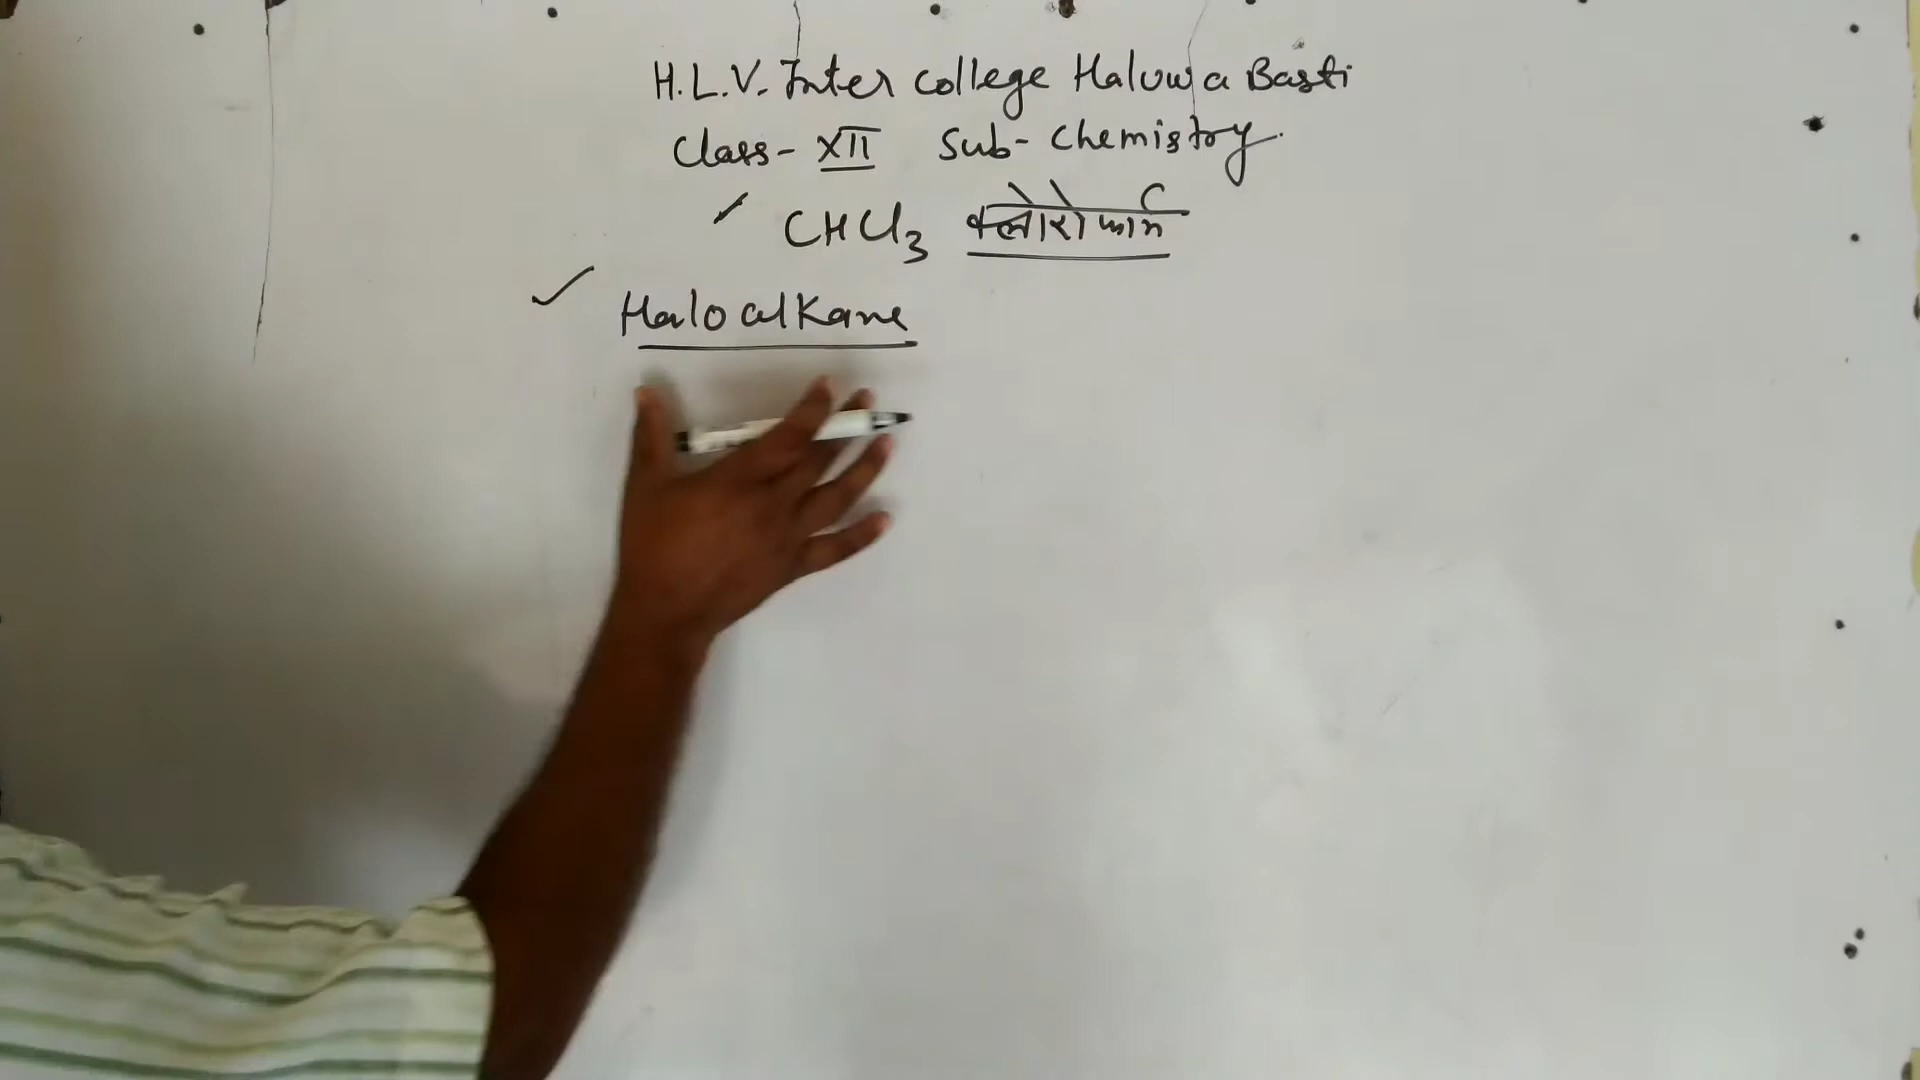 H.L.V. Inter college Haluwa Basti
Class- XII Sub- Chemistry.
CHCl3 क्लोरोफार्म
Haloalkane